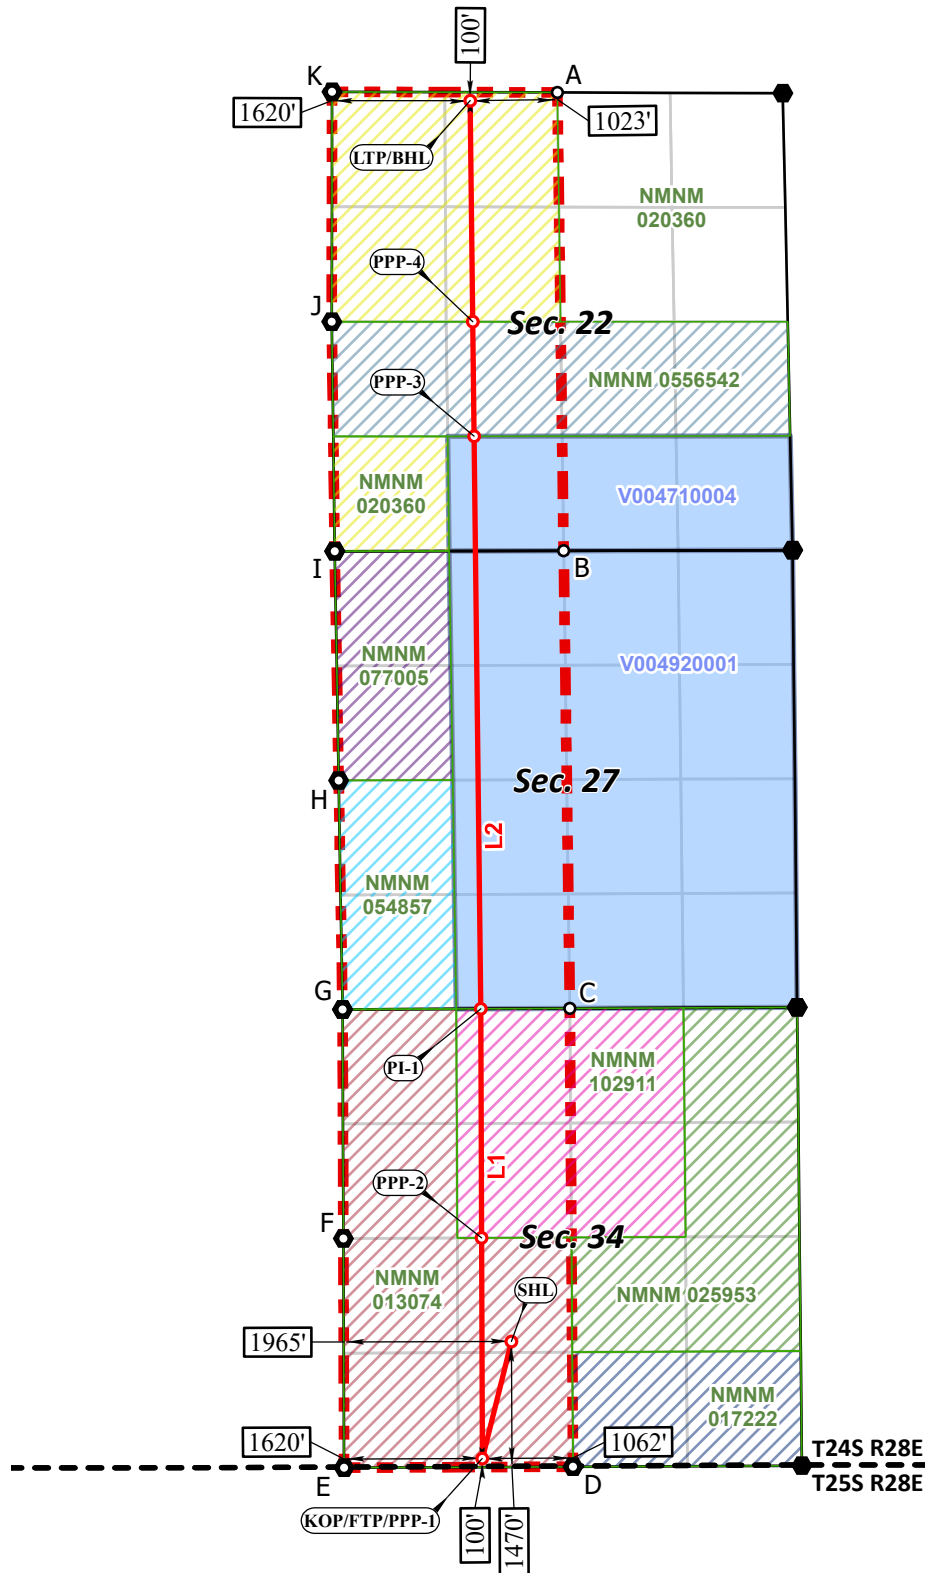 100'
K
A
1620'
1023'
LTP/BHL
NMNM
020360
PPP-4
J
Sec. 22
PPP-3
NMNM 0556542
NMNM
020360
V004710004
I
B
NMNM
077005
V004920001
H
Sec. 27
L2
NMNM
054857
G
C
PI-1
NMNM
102911
L1
PPP-2
F
Sec. 34
NMNM
013074
SHL
NMNM 025953
1965'
NMNM
017222
1620'
1062'
T24S R28E
E
D
T25S R28E
KOP/FTP/PPP-1
100'
1470'